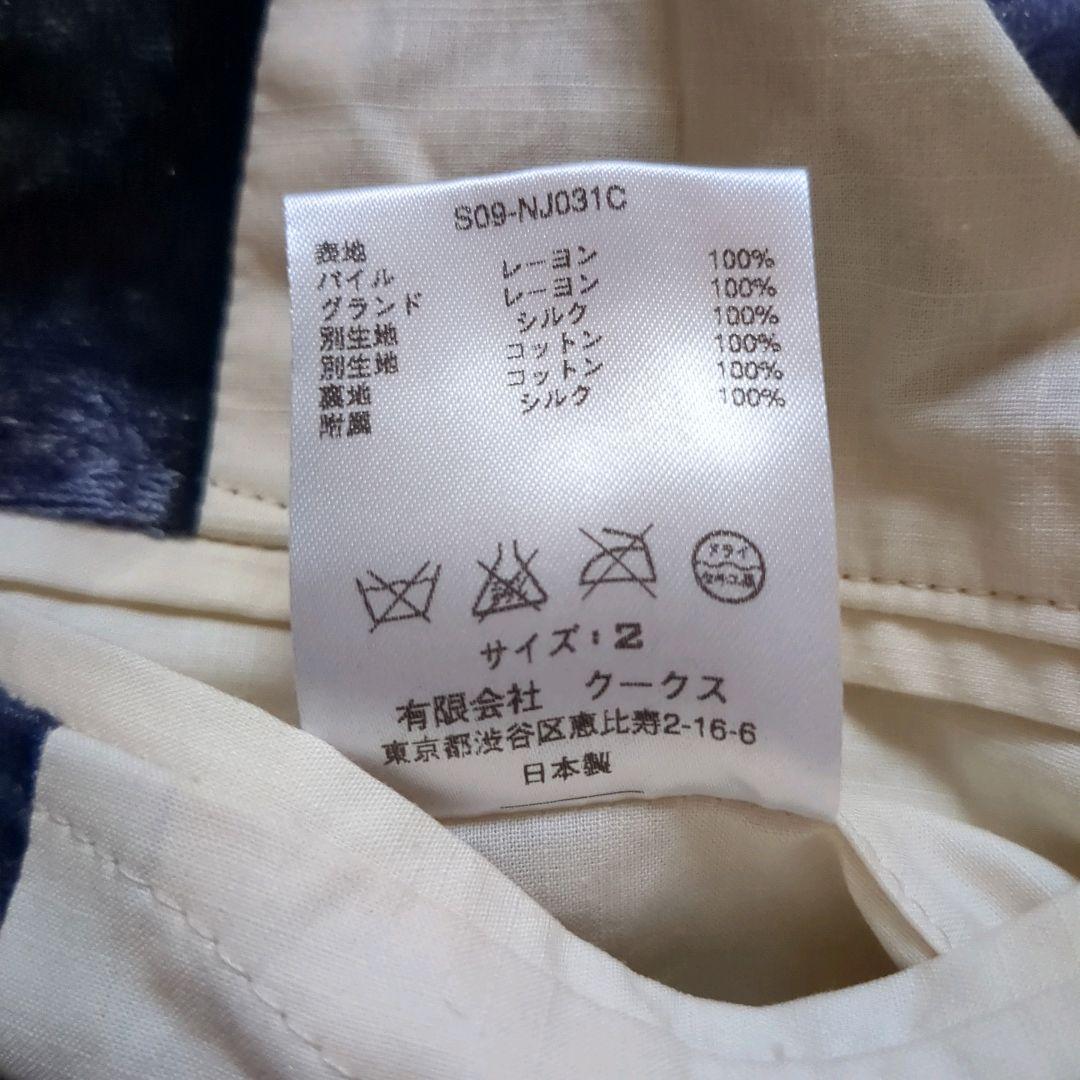 S09-NJ031C
表地 レーヨン 100%
パイル レーヨン 100%
グランド シルク 100%
別生地 コットン 100%
別生地 コットン 100%
裏地 シルク 100%
附属
ドライ
サイズ:2
有限会社 クークス
東京都渋谷区恵比寿2-16-6
日本製